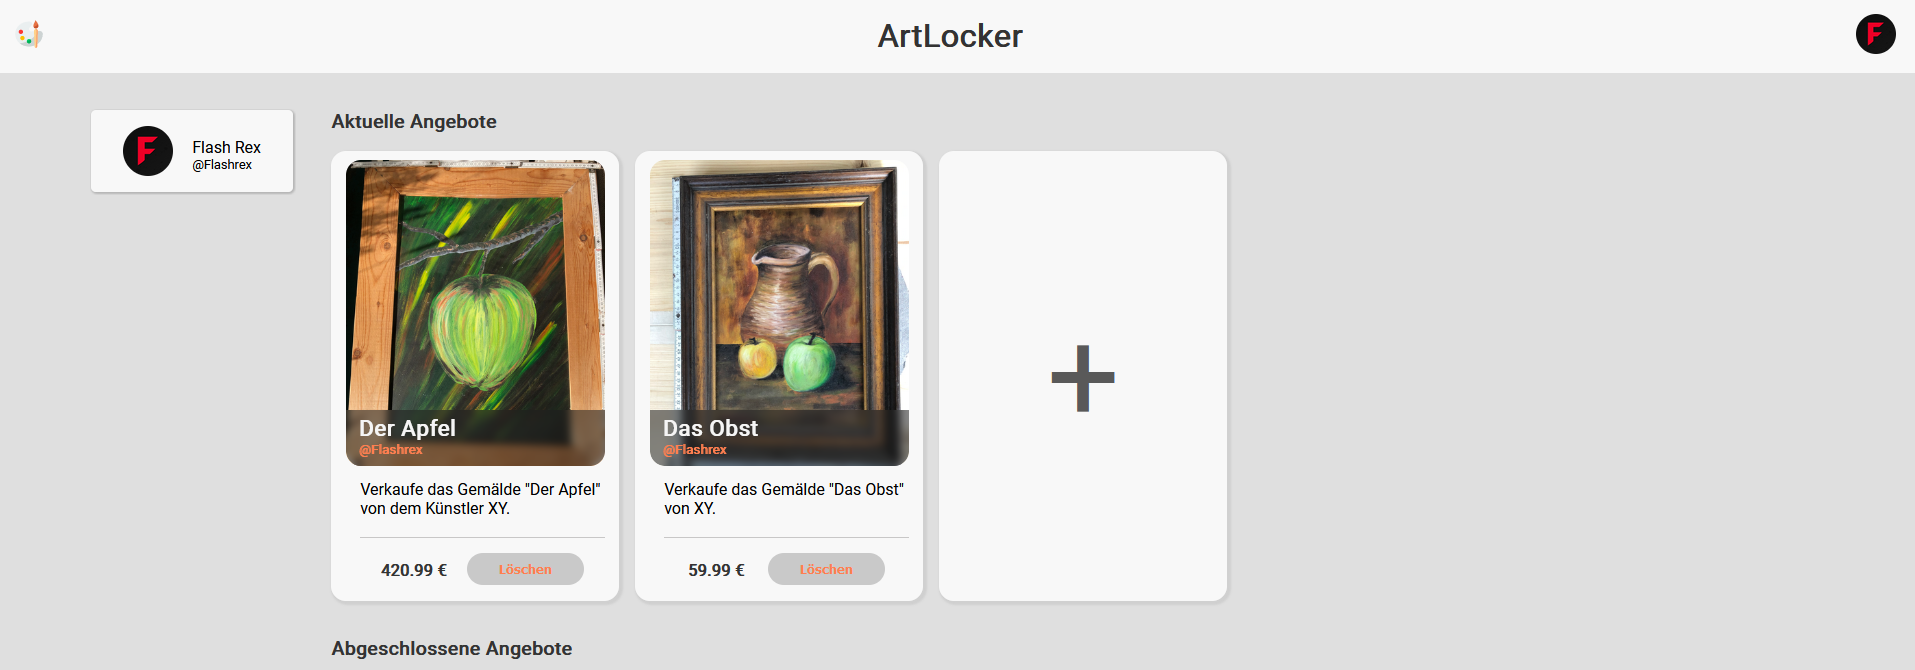 ArtLocker
Flash Rex
@Flashrex
Aktuelle Angebote
Der Apfel
@Flashrex
Verkaufe das Gemälde "Der Apfel"
von dem Künstler XY.
420.99 €
Löschen
Das Obst
@Flashrex
Verkaufe das Gemälde "Das Obst"
von XY.
59.99 €
Löschen
+
Abgeschlossene Angebote